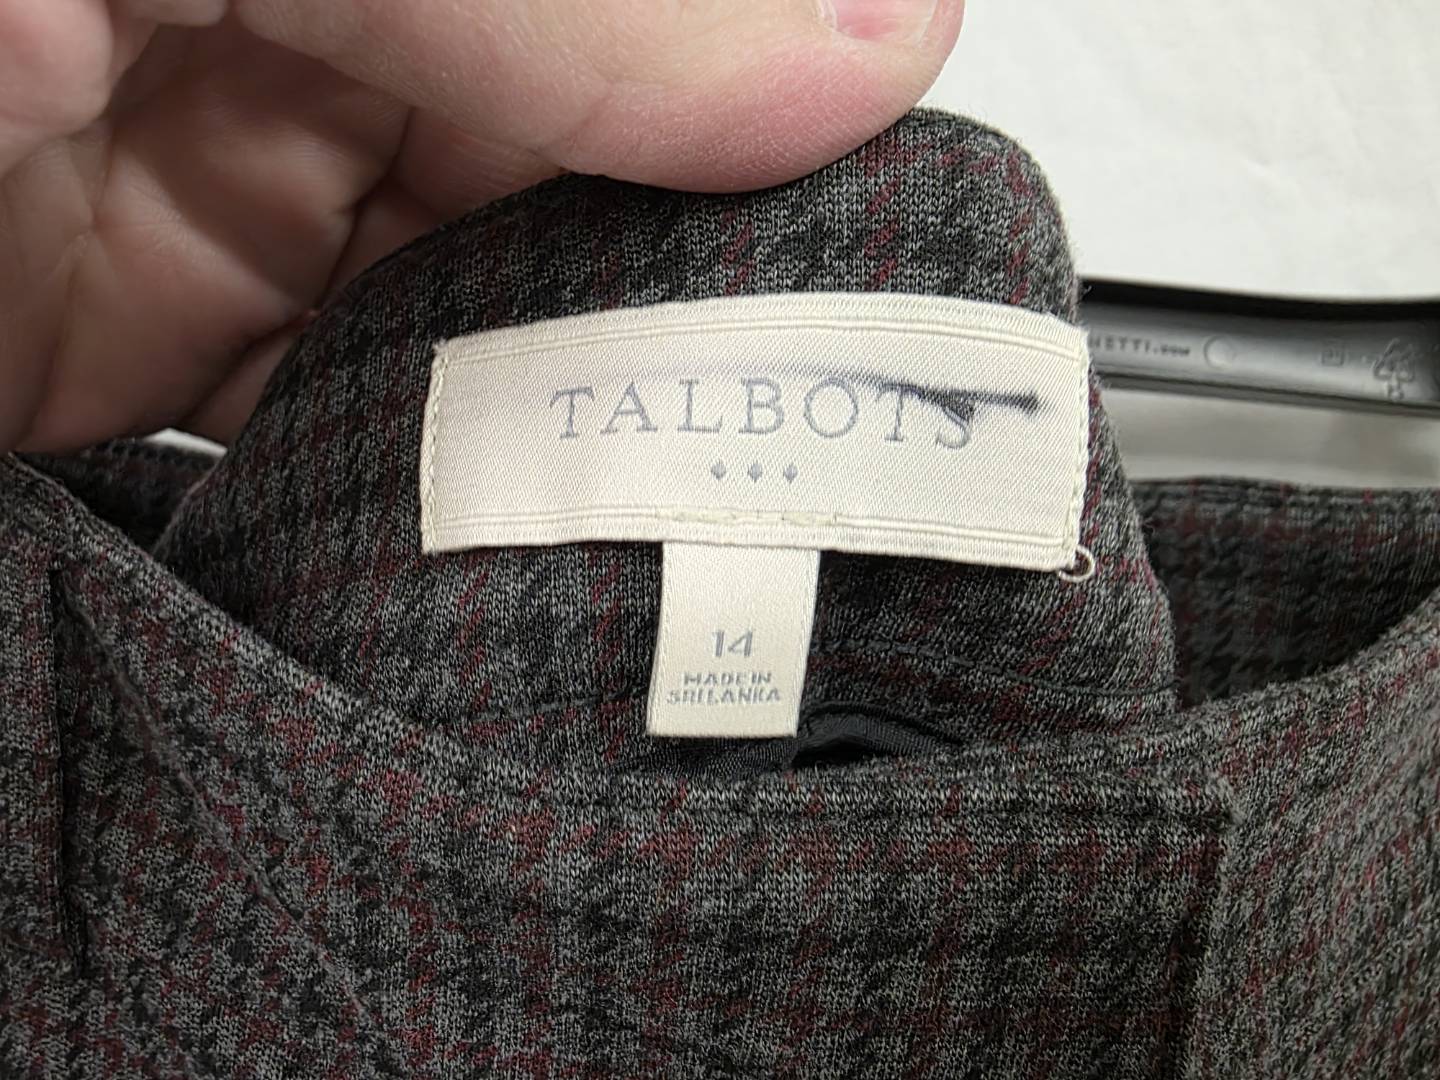 TALBOTS
14
MADE IN
SRI LANKA